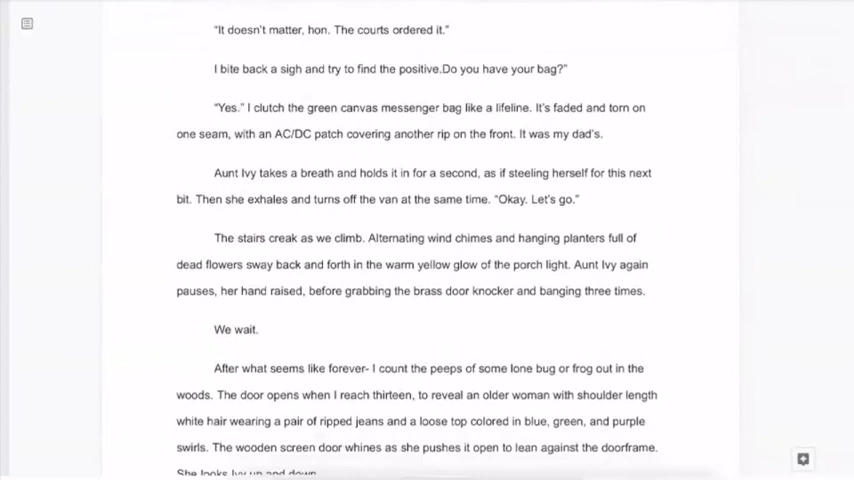 “It doesn’t matter, hon. The courts ordered it.”
I bite back a sigh and try to find the positive.Do you have your bag?”
“Yes.” I clutch the green canvas messenger bag like a lifeline. It’s faded and torn on
one seam, with an AC/DC patch covering another rip on the front. It was my dad’s.
Aunt Ivy takes a breath and holds it in for a second, as if steeling herself for this next
bit. Then she exhales and turns off the van at the same time. “Okay. Let’s go.”
The stairs creak as we climb. Alternating wind chimes and hanging planters full of
dead flowers sway back and forth in the warm yellow glow of the porch light. Aunt Ivy again
pauses, her hand raised, before grabbing the brass door knocker and banging three times.
We wait.
After what seems like forever- I count the peeps of some lone bug or frog out in the
woods. The door opens when I reach thirteen, to reveal an older woman with shoulder length
white hair wearing a pair of ripped jeans and a loose top colored in blue, green, and purple
swirls. The wooden screen door whines as she pushes it open to lean against the doorframe.
She looks Ivy up and down